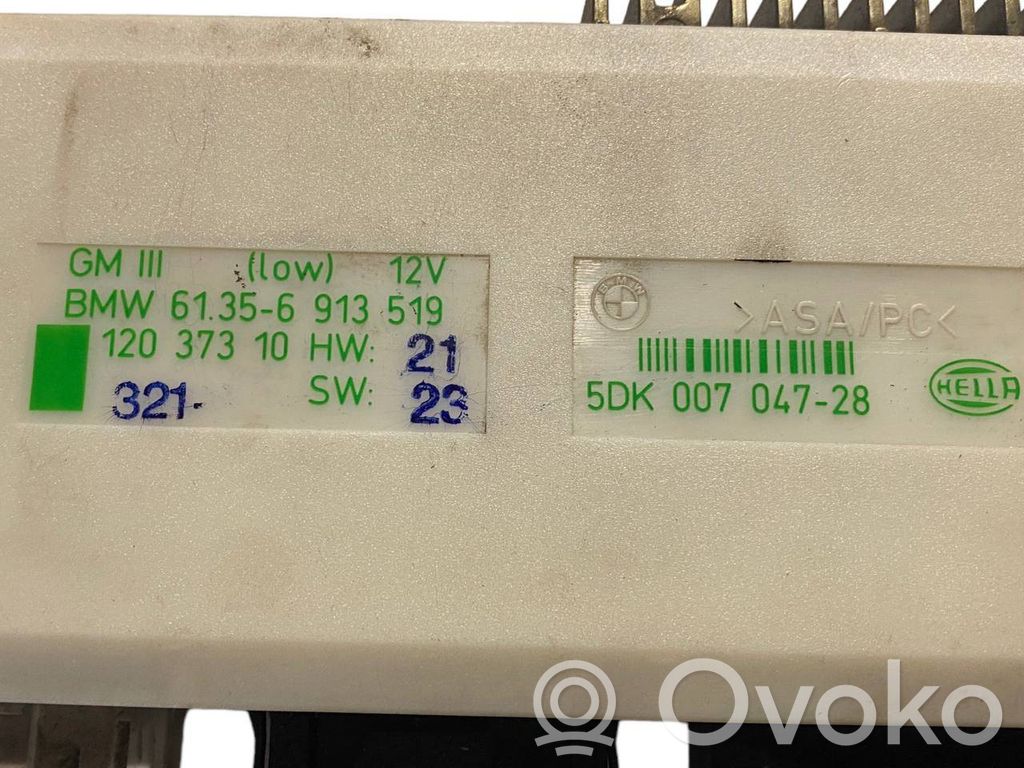 GM III (low) 12V
BMW 61.35-6 913 519
120 373 10 HW: 21
321- SW: 23
BMW
>ASA/PC<
5DK 007 047-28
HELLA
Ovoko